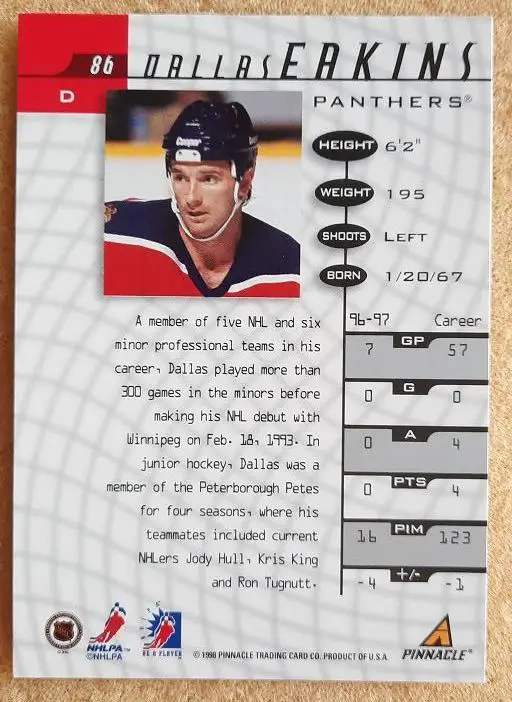 86 DALLAS EAKINS
D
PANTHERS®
Cooper
HEIGHT 6'2"
WEIGHT 195
SHOOTS LEFT
BORN 1/20/67
A member of five NHL and six
minor professional teams in his
career, Dallas played more than
300 games in the minors before
making his NHL debut with
Winnipeg on Feb. 18, 1993. In
junior hockey, Dallas was a
member of the Peterborough Petes
for four seasons, where his
teammates included current
NHLers Jody Hull, Kris King
and Ron Tugnutt.
96-97 Career
7 GP 57
0 G 0
0 A 4
0 PTS 4
16 PIM 123
-4 +/- -1
NHLPA™
©NHLPA
BE A PLAYER
© 1998 PINNACLE TRADING CARD CO. PRODUCT OF U.S.A.
PINNACLE®